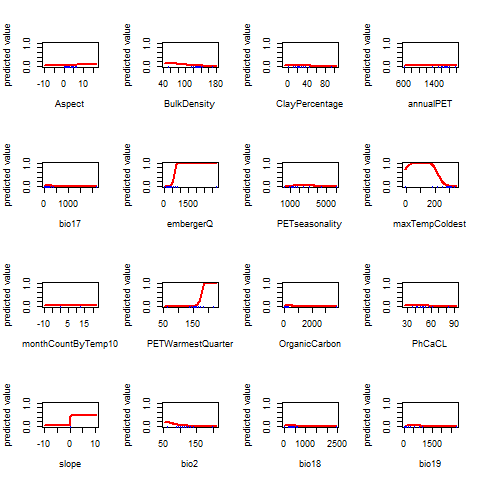 predicted value 0.0 1.0 -10 0 5 15 Aspect
predicted value 0.0 1.0 40 100 180 BulkDensity
predicted value 0.0 1.0 0 40 80 ClayPercentage
predicted value 0.0 1.0 600 1400 annualPET
predicted value 0.0 1.0 0 1000 bio17
predicted value 0.0 1.0 0 1500 embergerQ
predicted value 0.0 1.0 1000 5000 PETseasonality
predicted value 0.0 1.0 0 200 maxTempColdest
predicted value 0.0 1.0 -10 5 15 monthCountByTemp10
predicted value 0.0 1.0 50 150 PETWarmestQuarter
predicted value 0.0 1.0 0 2000 OrganicCarbon
predicted value 0.0 1.0 30 50 70 90 PhCaCL
predicted value 0.0 1.0 -10 0 10 slope
predicted value 0.0 1.0 50 150 bio2
predicted value 0.0 1.0 0 1000 2500 bio18
predicted value 0.0 1.0 0 1500 bio19